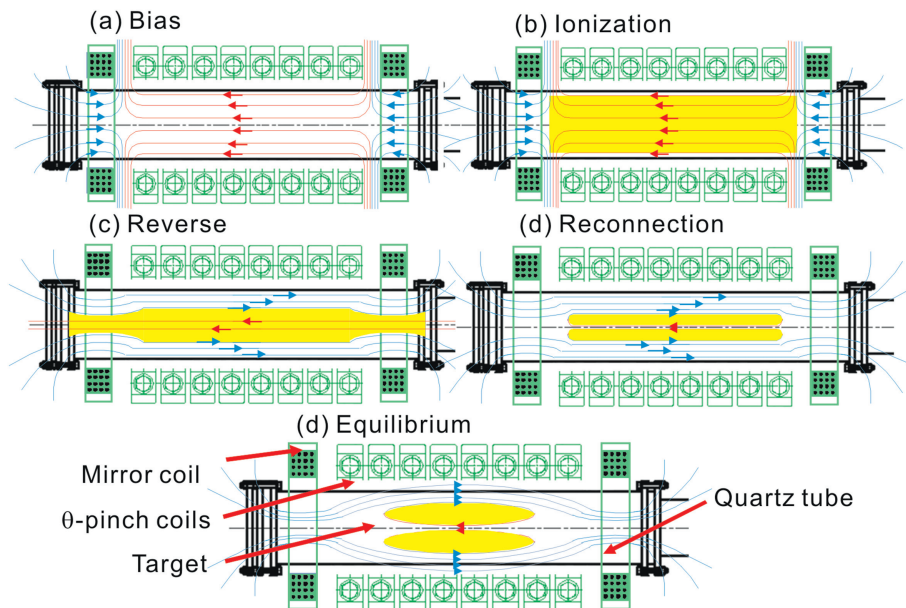 (a) Bias
(b) Ionization
(c) Reverse
(d) Reconnection
(d) Equilibrium
Mirror coil
θ-pinch coils
Target
Quartz tube